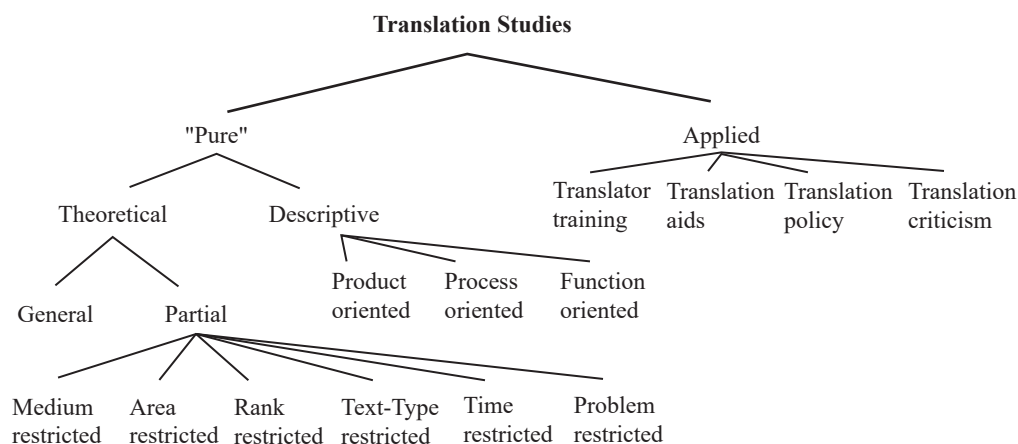 Translation Studies
"Pure"
Applied
Theoretical
Descriptive
Translator
training
Translation
aids
Translation
policy
Translation
criticism
General
Partial
Product
oriented
Process
oriented
Function
oriented
Medium
restricted
Area
restricted
Rank
restricted
Text-Type
restricted
Time
restricted
Problem
restricted